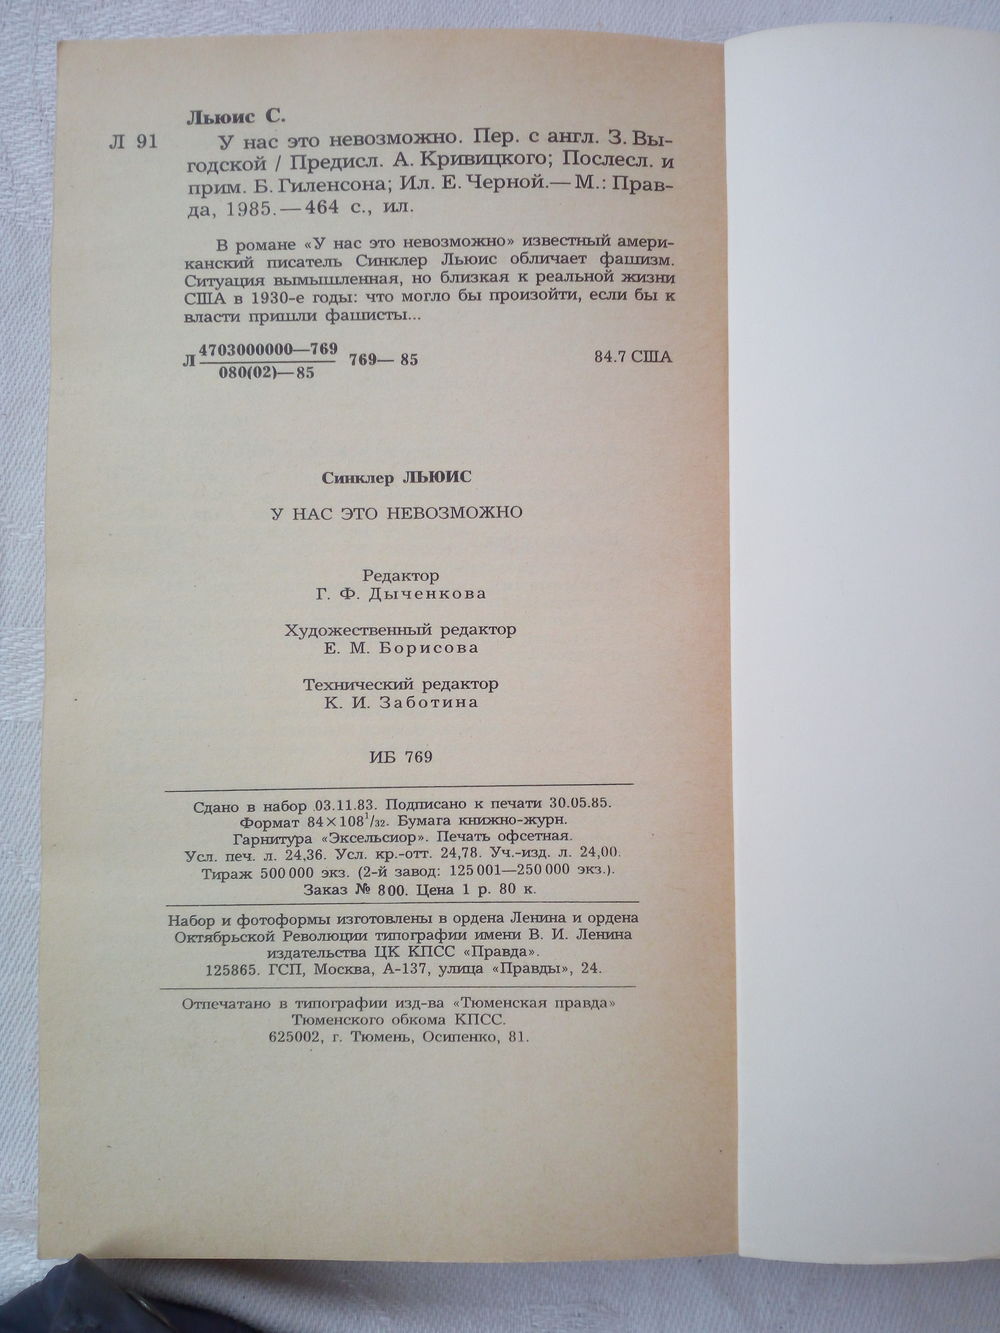 Льюис С.
Л 91 У нас это невозможно. Пер. с англ. З. Вы-
годской / Предисл. А. Кривицкого; Послесл. и
прим. Б. Гиленсона; Ил. Е. Черной.— М.: Прав-
да, 1985.— 464 с., ил.
В романе «У нас это невозможно» известный амери-
канский писатель Синклер Льюис обличает фашизм.
Ситуация вымышленная, но близкая к реальной жизни
США в 1930-е годы: что могло бы произойти, если бы к
власти пришли фашисты...
Л 4703000000—769 / 080(02)—85 769— 85 84.7 США
Синклер ЛЬЮИС
У НАС ЭТО НЕВОЗМОЖНО
Редактор
Г. Ф. Дыченкова
Художественный редактор
Е. М. Борисова
Технический редактор
К. И. Заботина
ИБ 769
Сдано в набор 03.11.83. Подписано к печати 30.05.85.
Формат 84×108¹/₃₂. Бумага книжно-журн.
Гарнитура «Эксельсиор». Печать офсетная.
Усл. печ. л. 24,36. Усл. кр.-отт. 24,78. Уч.-изд. л. 24,00.
Тираж 500 000 экз. (2-й завод: 125 001—250 000 экз.).
Заказ № 800. Цена 1 р. 80 к.
Набор и фотоформы изготовлены в ордена Ленина и ордена
Октябрьской Революции типографии имени В. И. Ленина
издательства ЦК КПСС «Правда».
125865. ГСП, Москва, А-137, улица «Правды», 24.
Отпечатано в типографии изд-ва «Тюменская правда»
Тюменского обкома КПСС.
625002, г. Тюмень, Осипенко, 81.